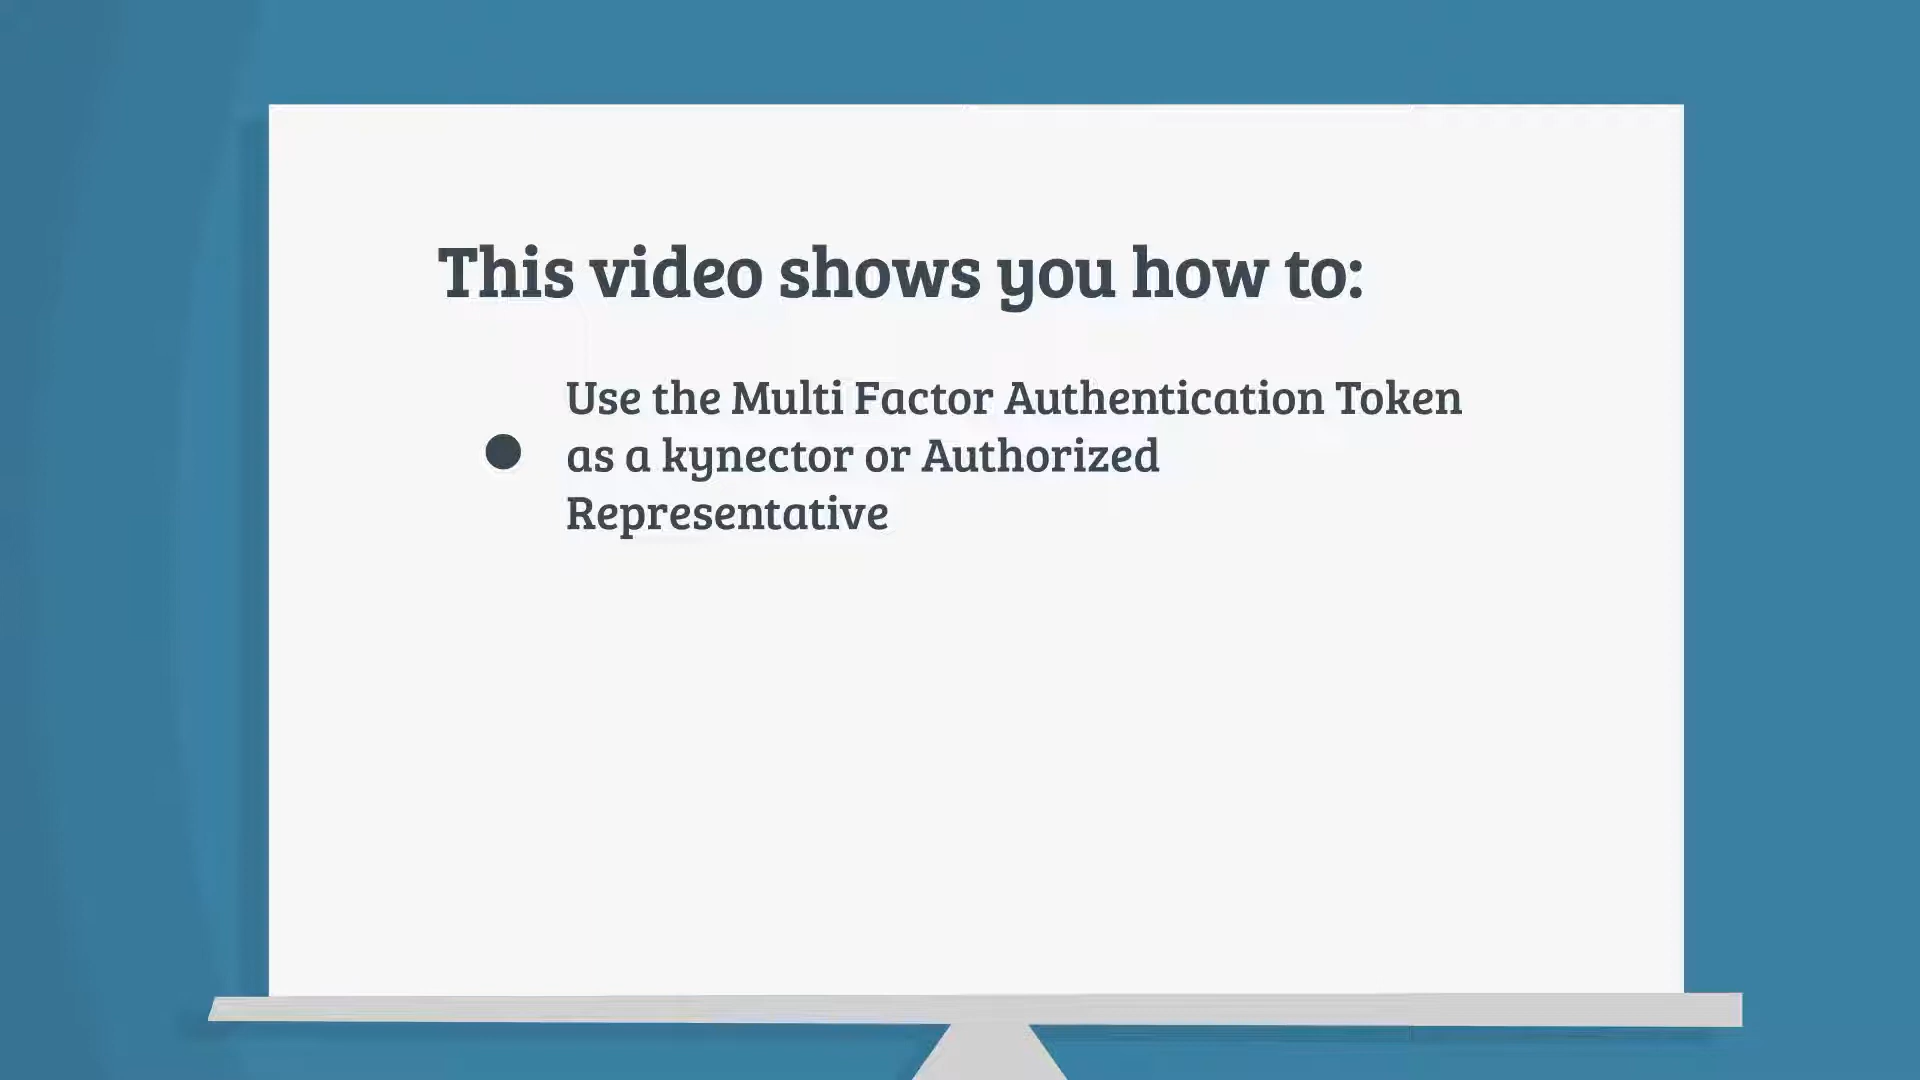 This video shows you how to:
Use the Multi Factor Authentication Token
as a kynector or Authorized
Representative